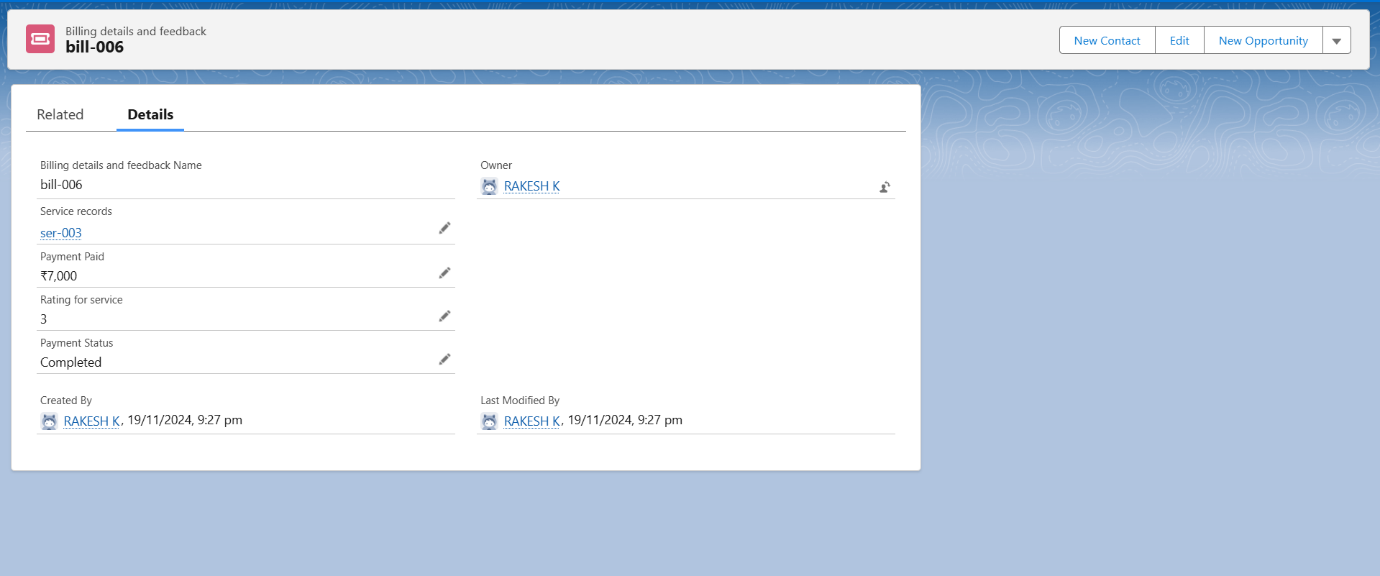 Billing details and feedback
bill-006
New Contact Edit New Opportunity
Related Details
Billing details and feedback Name
bill-006
Owner
RAKESH K
Service records
ser-003
Payment Paid
₹7,000
Rating for service
3
Payment Status
Completed
Created By
RAKESH K, 19/11/2024, 9:27 pm
Last Modified By
RAKESH K, 19/11/2024, 9:27 pm